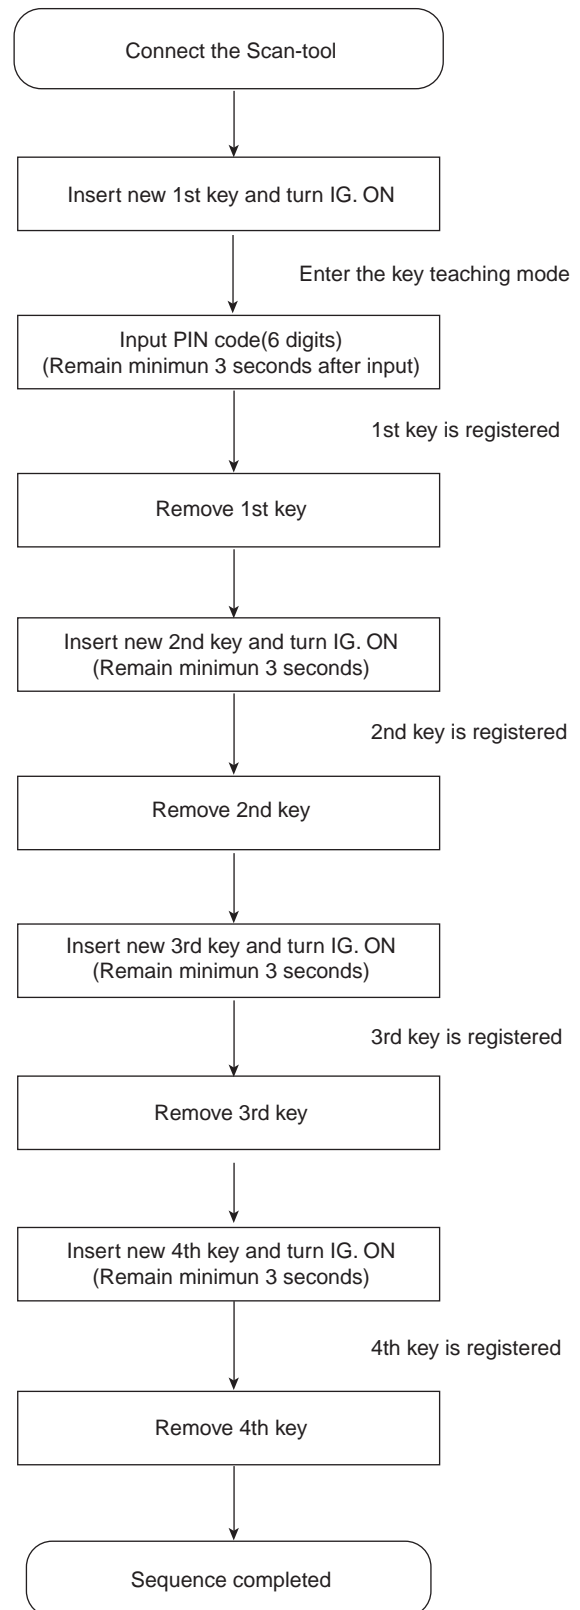 Connect the Scan-tool
Insert new 1st key and turn IG. ON
Enter the key teaching mode
Input PIN code(6 digits)
(Remain minimun 3 seconds after input)
1st key is registered
Remove 1st key
Insert new 2nd key and turn IG. ON
(Remain minimun 3 seconds)
2nd key is registered
Remove 2nd key
Insert new 3rd key and turn IG. ON
(Remain minimun 3 seconds)
3rd key is registered
Remove 3rd key
Insert new 4th key and turn IG. ON
(Remain minimun 3 seconds)
4th key is registered
Remove 4th key
Sequence completed